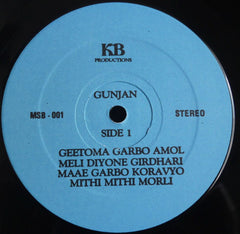 KB
PRODUCTIONS
GUNJAN
MSB - 001
STEREO
SIDE 1
GEETOMA GARBO AMOL
MELI DIYONE GIRDHARI
MAAE GARBO KORAVYO
MITHI MITHI MORLI